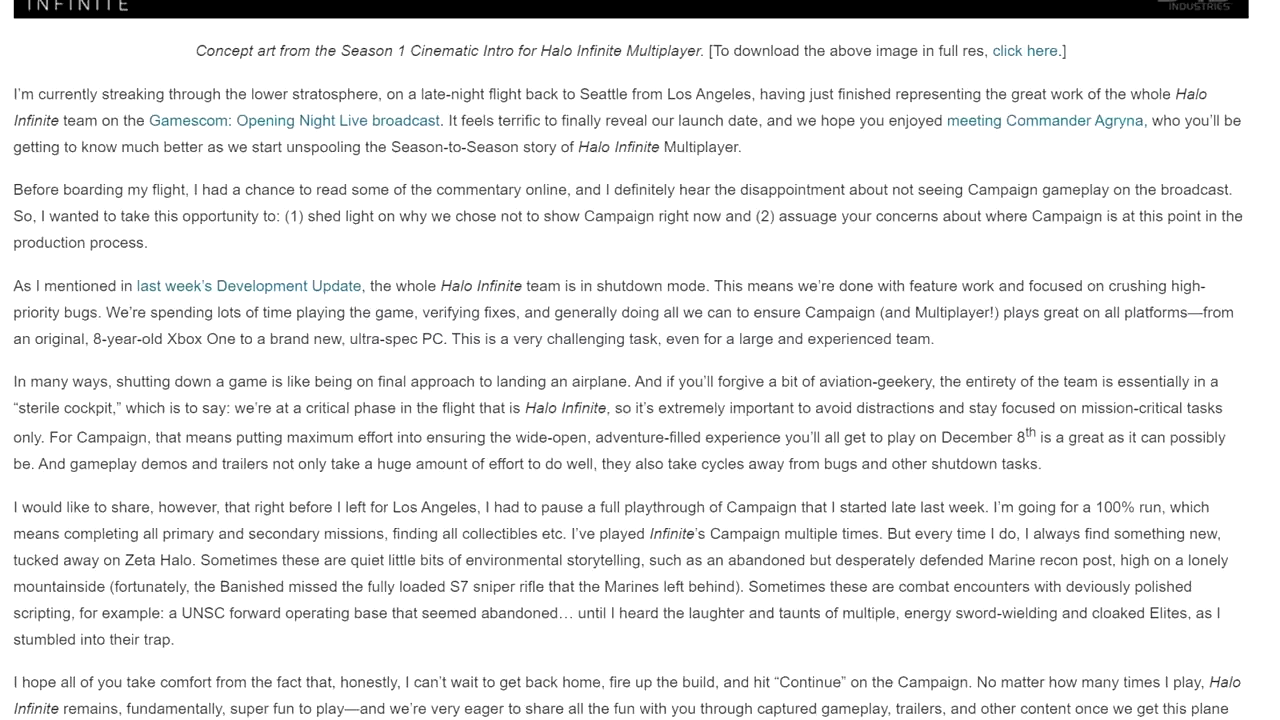 INFINITE
INDUSTRIES
Concept art from the Season 1 Cinematic Intro for Halo Infinite Multiplayer. [To download the above image in full res, click here.]
I’m currently streaking through the lower stratosphere, on a late-night flight back to Seattle from Los Angeles, having just finished representing the great work of the whole Halo
Infinite team on the Gamescom: Opening Night Live broadcast. It feels terrific to finally reveal our launch date, and we hope you enjoyed meeting Commander Agryna, who you’ll be
getting to know much better as we start unspooling the Season-to-Season story of Halo Infinite Multiplayer.
Before boarding my flight, I had a chance to read some of the commentary online, and I definitely hear the disappointment about not seeing Campaign gameplay on the broadcast.
So, I wanted to take this opportunity to: (1) shed light on why we chose not to show Campaign right now and (2) assuage your concerns about where Campaign is at this point in the
production process.
As I mentioned in last week’s Development Update, the whole Halo Infinite team is in shutdown mode. This means we’re done with feature work and focused on crushing high-
priority bugs. We’re spending lots of time playing the game, verifying fixes, and generally doing all we can to ensure Campaign (and Multiplayer!) plays great on all platforms—from
an original, 8-year-old Xbox One to a brand new, ultra-spec PC. This is a very challenging task, even for a large and experienced team.
In many ways, shutting down a game is like being on final approach to landing an airplane. And if you’ll forgive a bit of aviation-geekery, the entirety of the team is essentially in a
“sterile cockpit,” which is to say: we’re at a critical phase in the flight that is Halo Infinite, so it’s extremely important to avoid distractions and stay focused on mission-critical tasks
only. For Campaign, that means putting maximum effort into ensuring the wide-open, adventure-filled experience you’ll all get to play on December 8th is a great as it can possibly
be. And gameplay demos and trailers not only take a huge amount of effort to do well, they also take cycles away from bugs and other shutdown tasks.
I would like to share, however, that right before I left for Los Angeles, I had to pause a full playthrough of Campaign that I started late last week. I’m going for a 100% run, which
means completing all primary and secondary missions, finding all collectibles etc. I’ve played Infinite’s Campaign multiple times. But every time I do, I always find something new,
tucked away on Zeta Halo. Sometimes these are quiet little bits of environmental storytelling, such as an abandoned but desperately defended Marine recon post, high on a lonely
mountainside (fortunately, the Banished missed the fully loaded S7 sniper rifle that the Marines left behind). Sometimes these are combat encounters with deviously polished
scripting, for example: a UNSC forward operating base that seemed abandoned… until I heard the laughter and taunts of multiple, energy sword-wielding and cloaked Elites, as I
stumbled into their trap.
I hope all of you take comfort from the fact that, honestly, I can’t wait to get back home, fire up the build, and hit “Continue” on the Campaign. No matter how many times I play, Halo
Infinite remains, fundamentally, super fun to play—and we’re very eager to share all the fun with you through captured gameplay, trailers, and other content once we get this plane